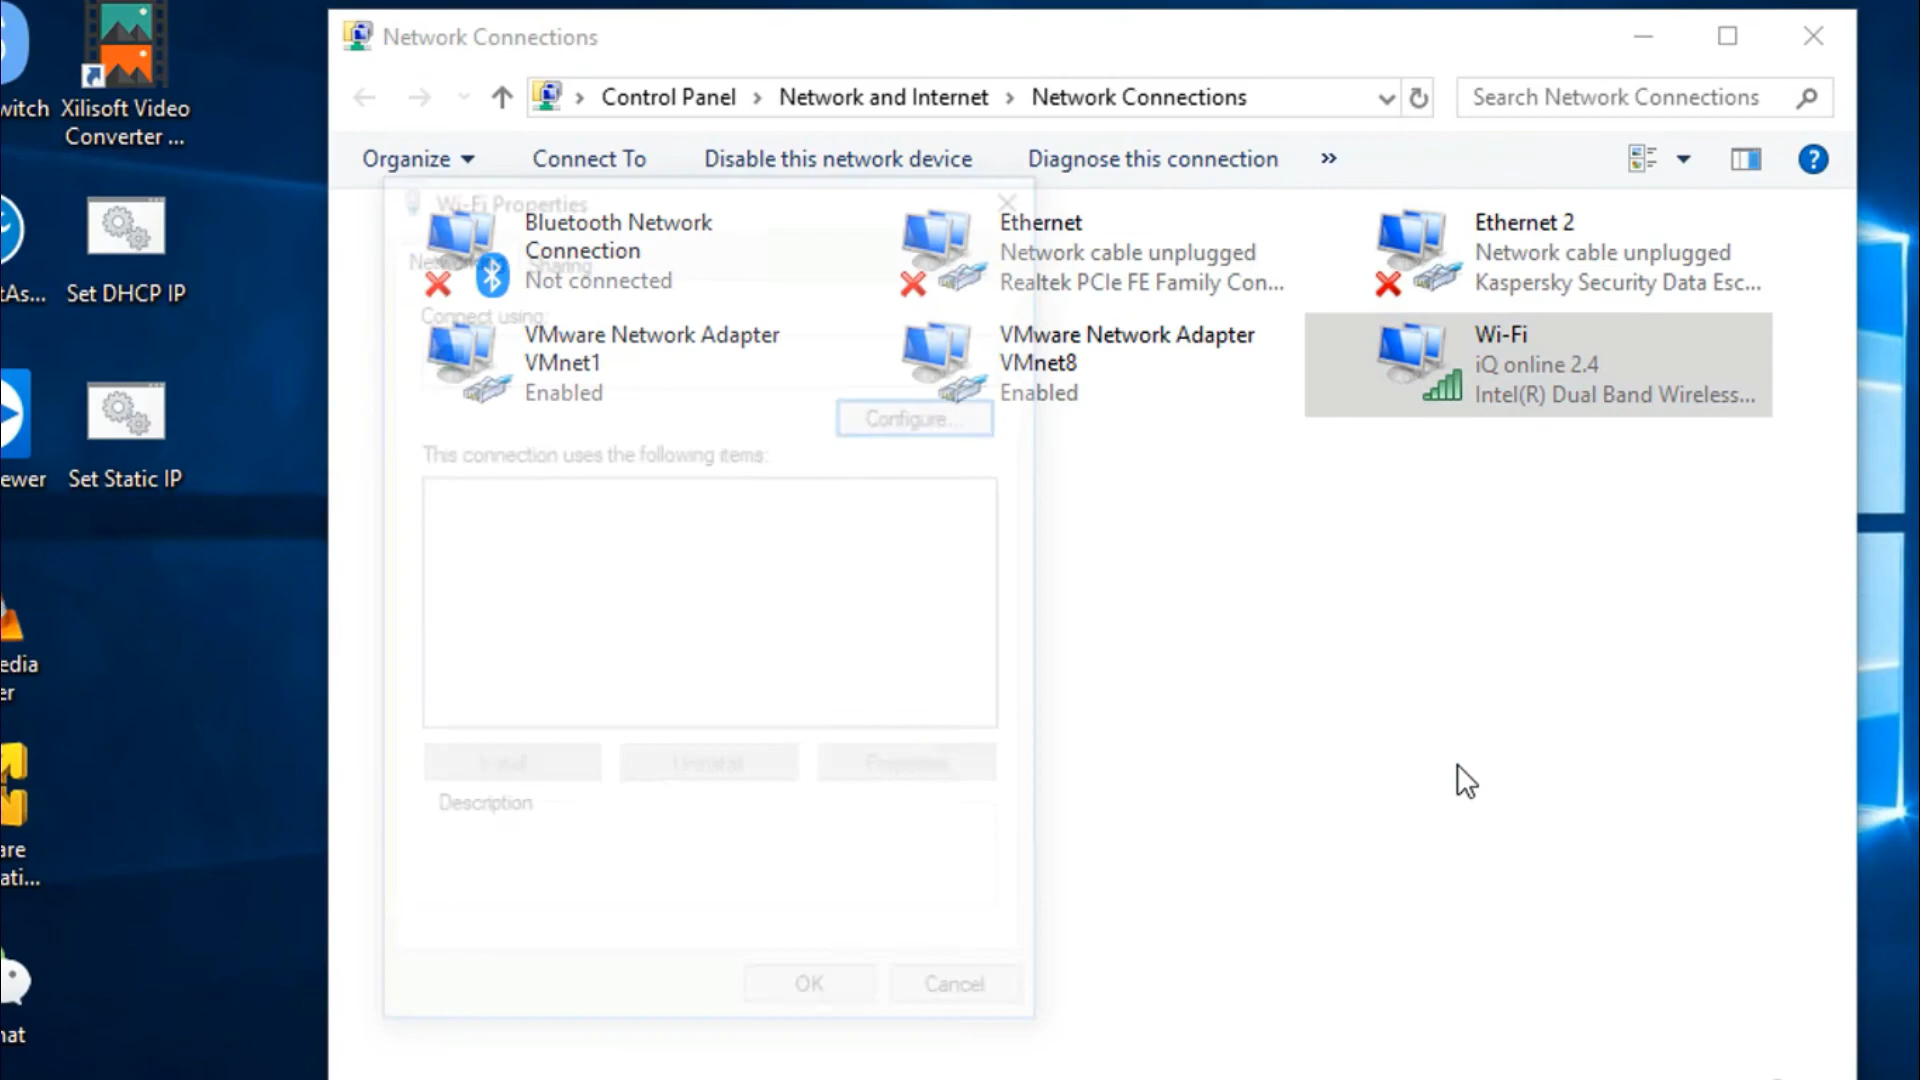 Network Connections
Control Panel
Network and Internet
Network Connections
Search Network Connections
Organize
Connect To
Disable this network device
Diagnose this connection
»
Wi-Fi Properties
Sharing
Connect using:
Configure...
This connection uses the following items:
Install
Uninstall
Properties
Description
OK
Cancel
Bluetooth Network
Connection
Not connected
Ethernet
Network cable unplugged
Realtek PCIe FE Family Con...
Ethernet 2
Network cable unplugged
Kaspersky Security Data Esc...
VMware Network Adapter
VMnet1
Enabled
VMware Network Adapter
VMnet8
Enabled
Wi-Fi
iQ online 2.4
Intel(R) Dual Band Wireless...
witch
Xilisoft Video
Converter ...
tAs...
Set DHCP IP
ewer
Set Static IP
edia
er
are
ati...
hat